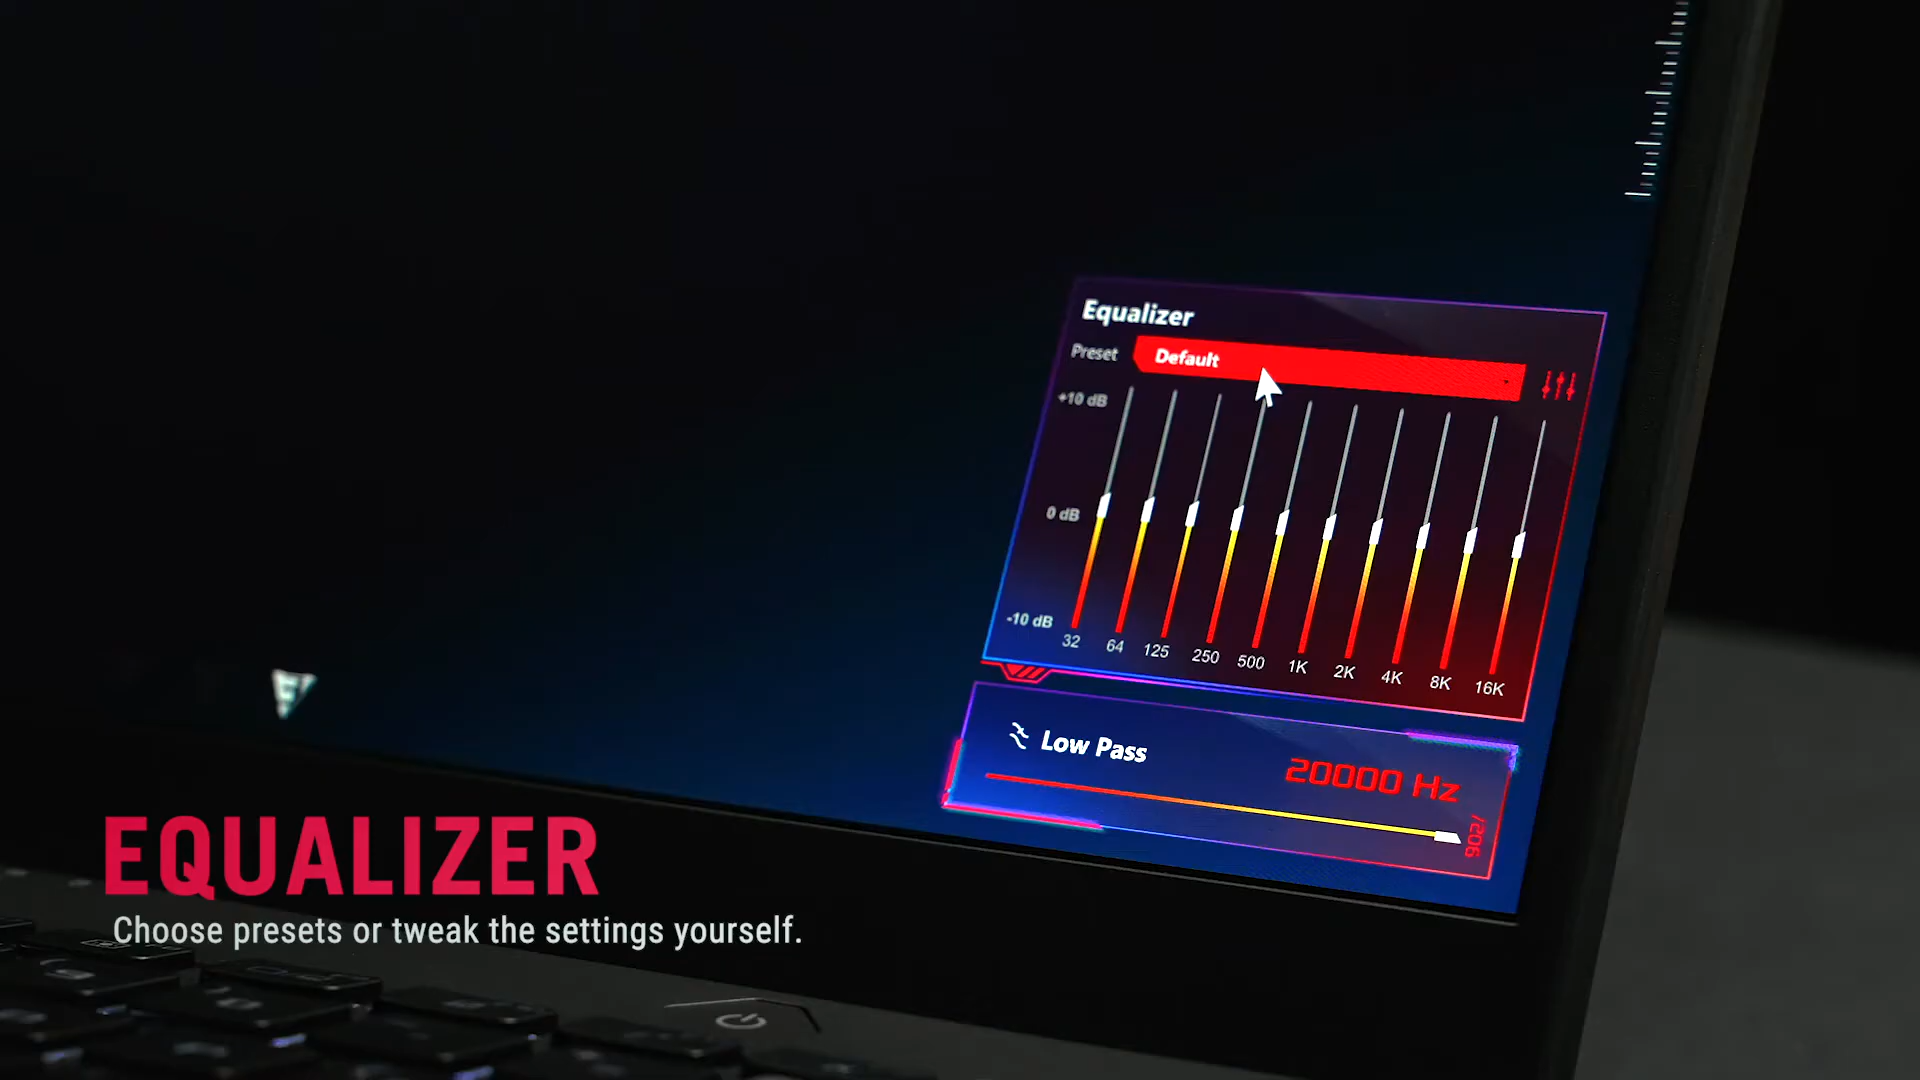 Equalizer
Preset
Default
+10 dB
0 dB
-10 dB
32 64 125 250 500 1K 2K 4K 8K 16K
Low Pass
20000 Hz
EQUALIZER
Choose presets or tweak the settings yourself.